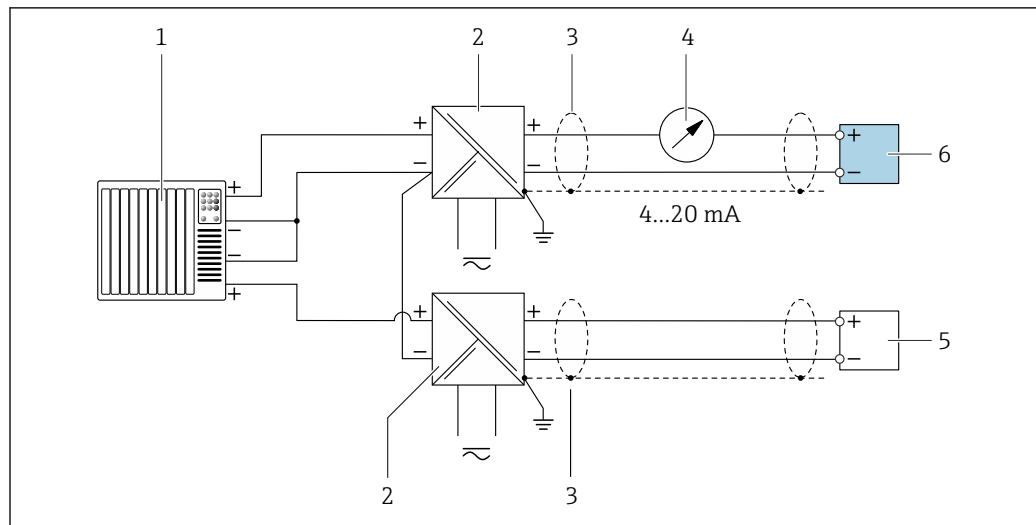 1 2 3 4
+ +
+ − − + 6
− 4...20 mA −
−
+ + + + 5
− − −
2 3